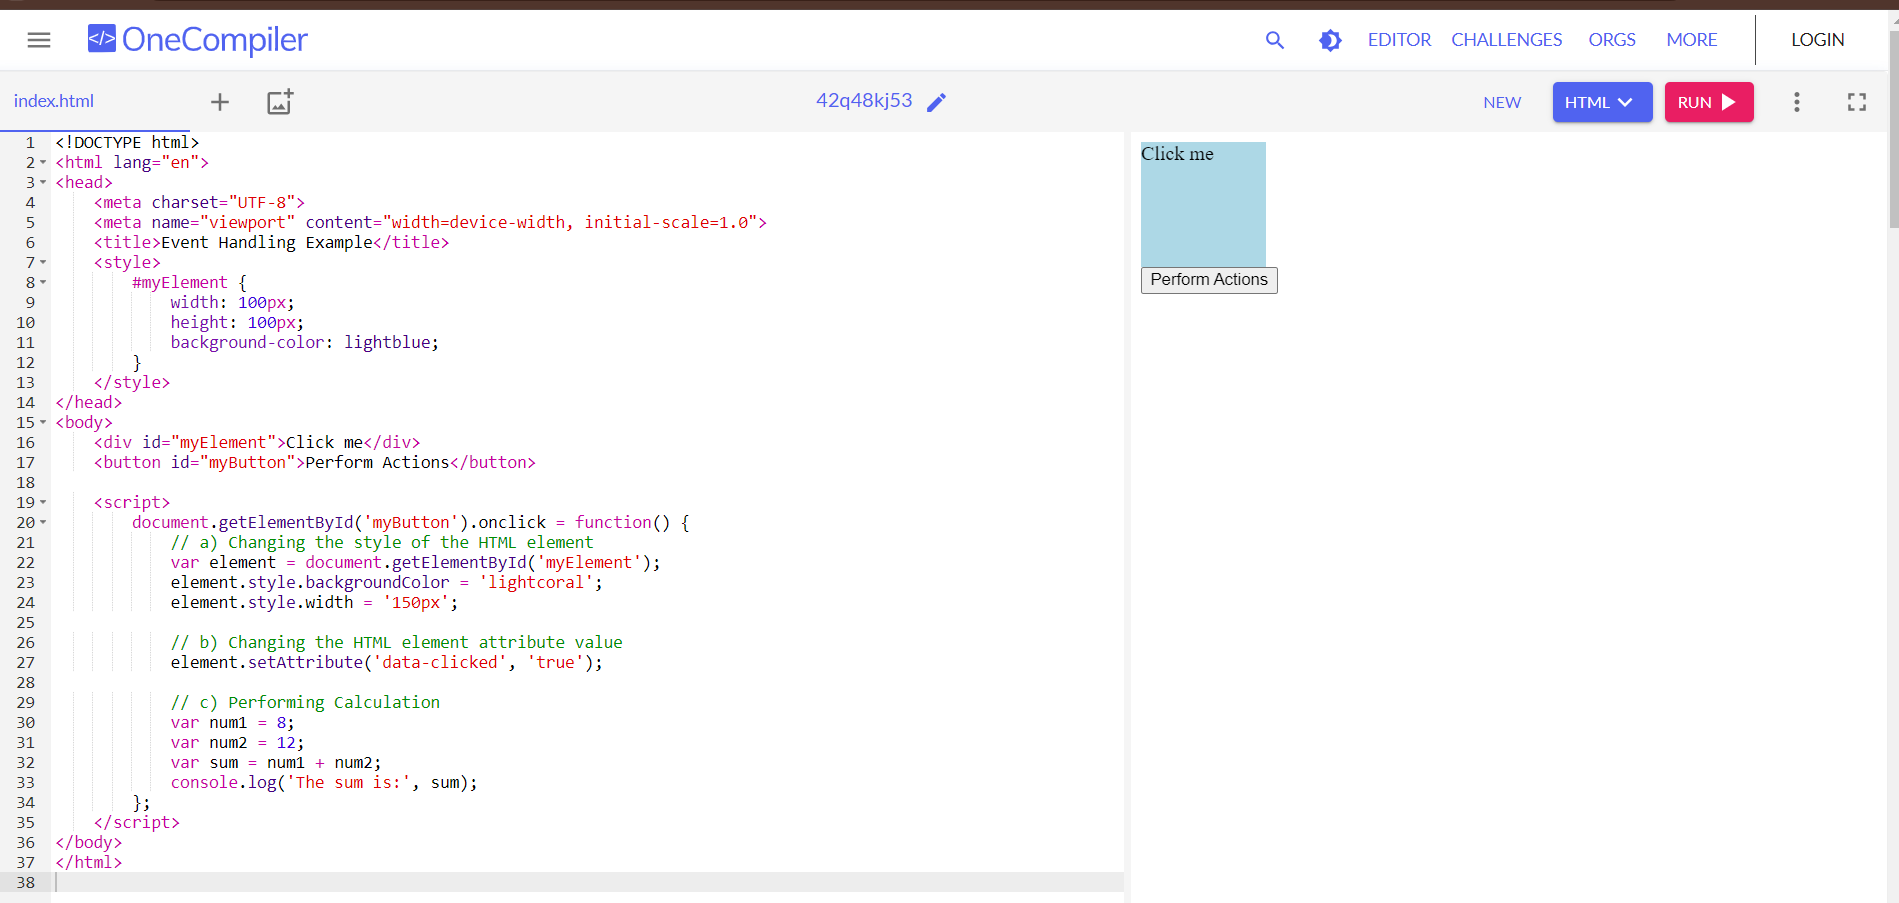 </> OneCompiler EDITOR CHALLENGES ORGS MORE LOGIN
index.html 42q48kj53 NEW HTML RUN
1 <!DOCTYPE html>
2 <html lang="en">
3 <head>
4 <meta charset="UTF-8">
5 <meta name="viewport" content="width=device-width, initial-scale=1.0">
6 <title>Event Handling Example</title>
7 <style>
8 #myElement {
9 width: 100px;
10 height: 100px;
11 background-color: lightblue;
12 }
13 </style>
14 </head>
15 <body>
16 <div id="myElement">Click me</div>
17 <button id="myButton">Perform Actions</button>
18
19 <script>
20 document.getElementById('myButton').onclick = function() {
21 // a) Changing the style of the HTML element
22 var element = document.getElementById('myElement');
23 element.style.backgroundColor = 'lightcoral';
24 element.style.width = '150px';
25
26 // b) Changing the HTML element attribute value
27 element.setAttribute('data-clicked', 'true');
28
29 // c) Performing Calculation
30 var num1 = 8;
31 var num2 = 12;
32 var sum = num1 + num2;
33 console.log('The sum is:', sum);
34 };
35 </script>
36 </body>
37 </html>
38
Click me
Perform Actions